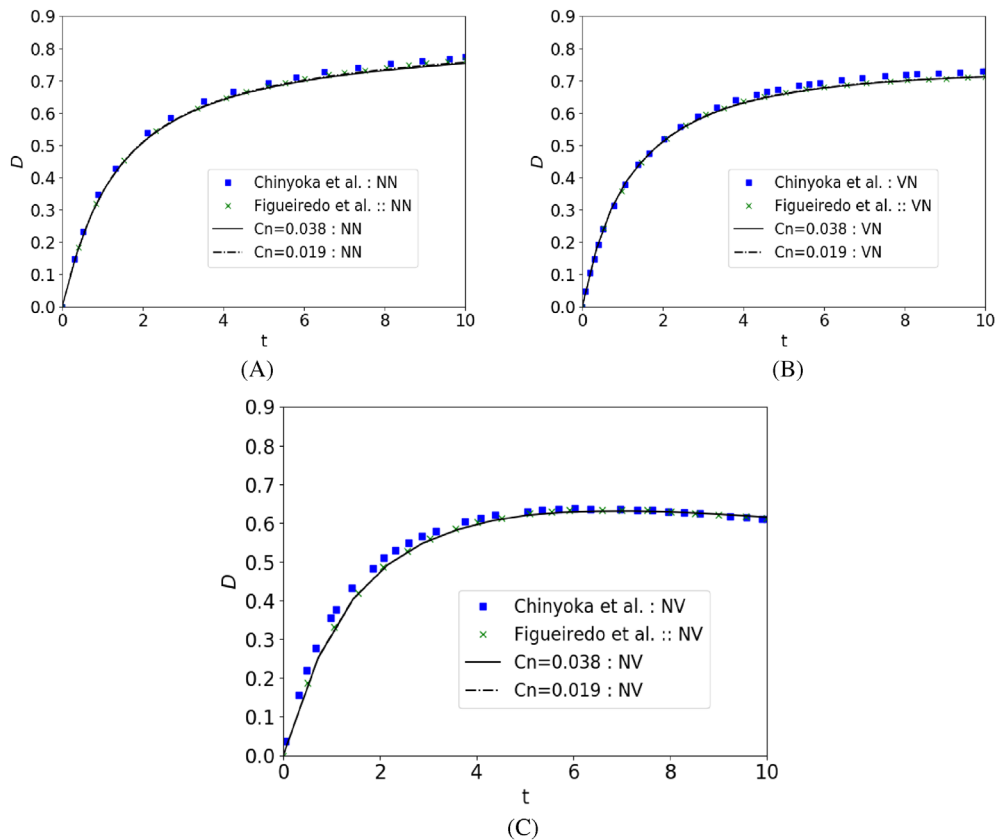 0.9
0.8
0.7
0.6
0.5
0.4
0.3
0.2
0.1
0.0
D
Chinyoka et al. : NN
Figueiredo et al. :: NN
Cn=0.038 : NN
Cn=0.019 : NN
0 2 4 6 8 10
t
(A)
0.9
0.8
0.7
0.6
0.5
0.4
0.3
0.2
0.1
0.0
D
Chinyoka et al. : VN
Figueiredo et al. :: VN
Cn=0.038 : VN
Cn=0.019 : VN
0 2 4 6 8 10
t
(B)
0.9
0.8
0.7
0.6
0.5
0.4
0.3
0.2
0.1
0.0
D
Chinyoka et al. : NV
Figueiredo et al. :: NV
Cn=0.038 : NV
Cn=0.019 : NV
0 2 4 6 8 10
t
(C)